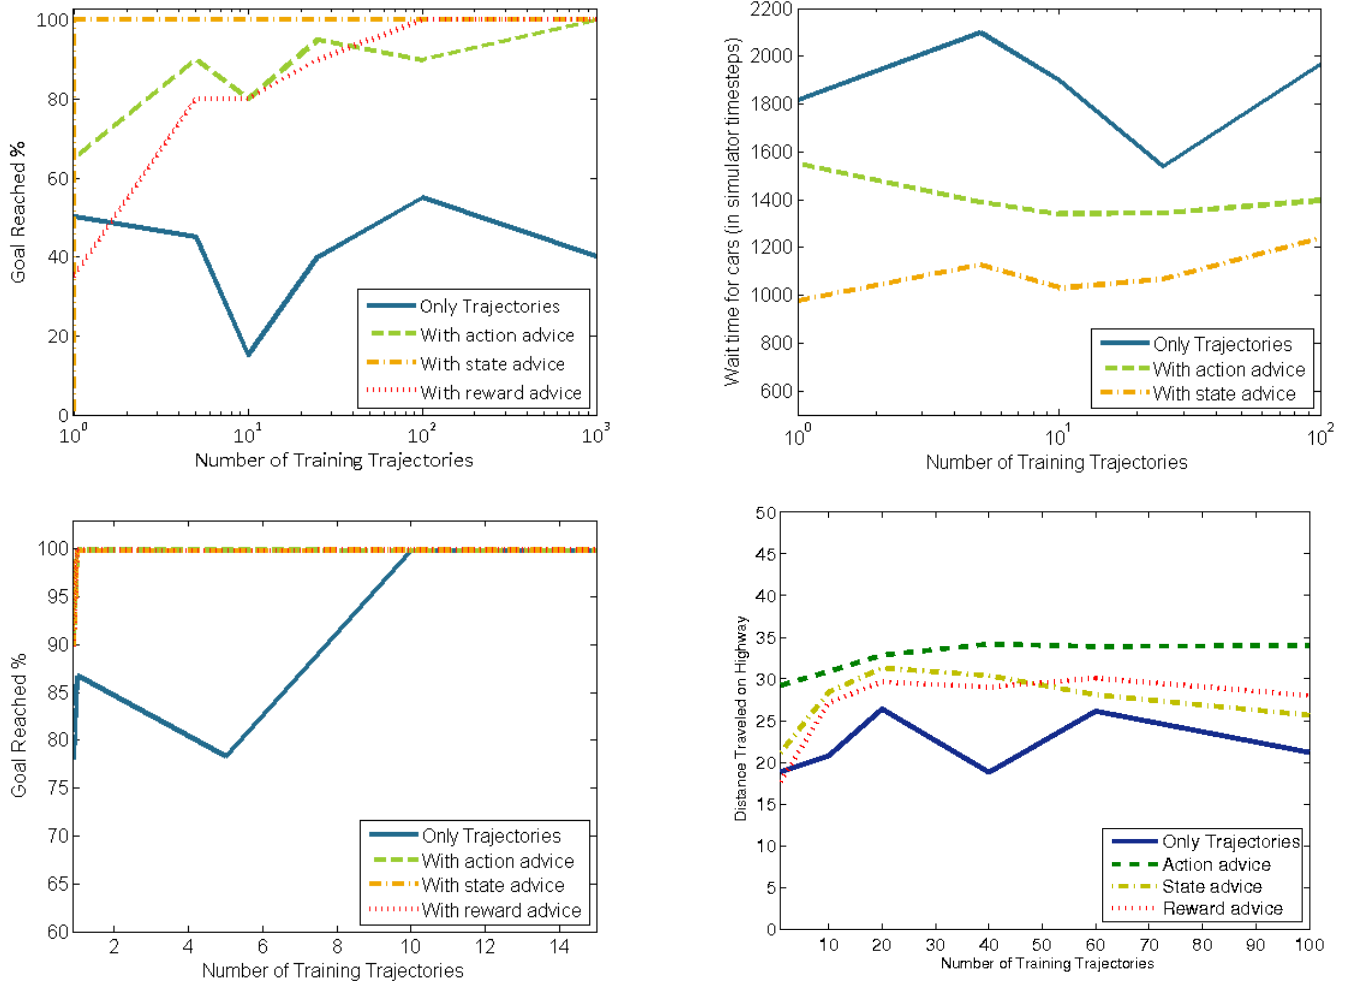 100
80
60
40
20
0
Goal Reached %
10^0
10^1
10^2
10^3
Number of Training Trajectories
Only Trajectories
With action advice
With state advice
With reward advice
2200
2000
1800
1600
1400
1200
1000
800
600
Wait time for cars (in simulator timesteps)
10^0
10^1
10^2
Number of Training Trajectories
Only Trajectories
With action advice
With state advice
100
95
90
85
80
75
70
65
60
Goal Reached %
2 4 6 8 10 12 14
Number of Training Trajectories
Only Trajectories
With action advice
With state advice
With reward advice
50
45
40
35
30
25
20
15
10
5
0
Distance Traveled on Highway
10 20 30 40 50 60 70 80 90 100
Number of Training Trajectories
Only Trajectories
Action advice
State advice
Reward advice